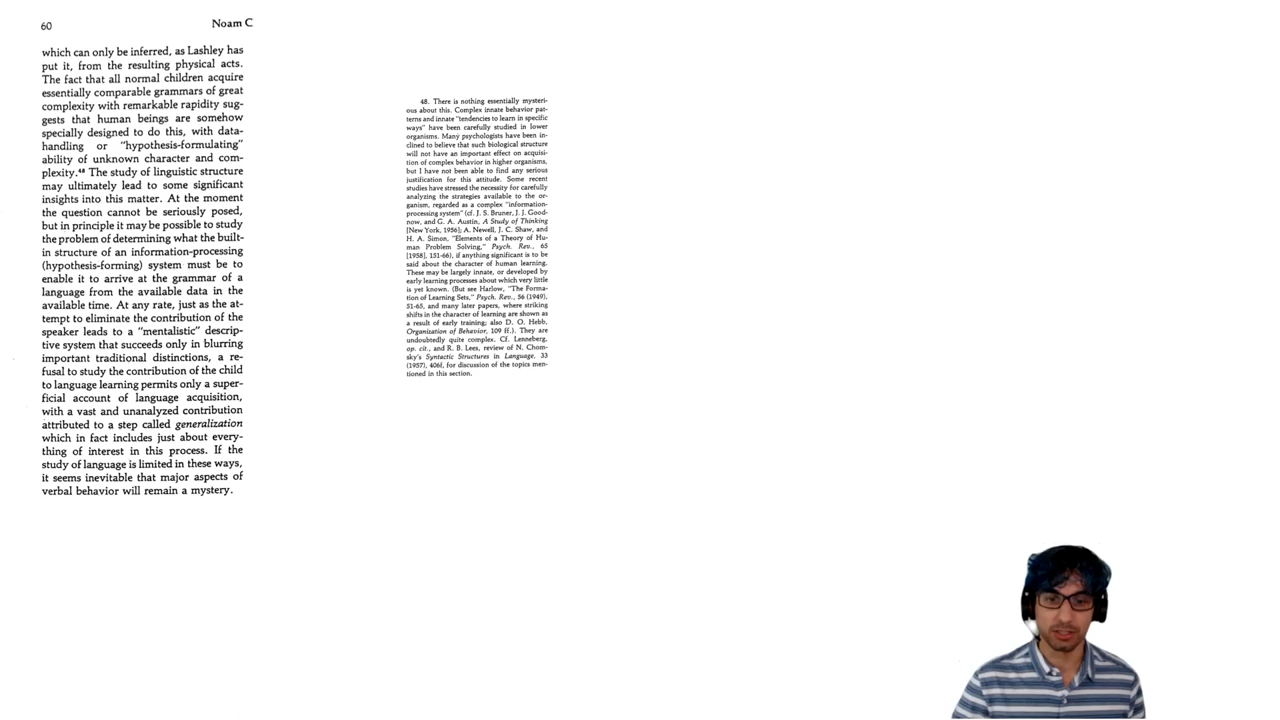 60
Noam C
which can only be inferred, as Lashley has
put it, from the resulting physical acts.
The fact that all normal children acquire
essentially comparable grammars of great
complexity with remarkable rapidity sug-
gests that human beings are somehow
specially designed to do this, with data-
handling or "hypothesis-formulating"
ability of unknown character and com-
plexity.⁴⁸ The study of linguistic structure
may ultimately lead to some significant
insights into this matter. At the moment
the question cannot be seriously posed,
but in principle it may be possible to study
the problem of determining what the built-
in structure of an information-processing
(hypothesis-forming) system must be to
enable it to arrive at the grammar of a
language from the available data in the
available time. At any rate, just as the at-
tempt to eliminate the contribution of the
speaker leads to a "mentalistic" descrip-
tive system that succeeds only in blurring
important traditional distinctions, a re-
fusal to study the contribution of the child
to language learning permits only a super-
ficial account of language acquisition,
with a vast and unanalyzed contribution
attributed to a step called generalization
which in fact includes just about every-
thing of interest in this process. If the
study of language is limited in these ways,
it seems inevitable that major aspects of
verbal behavior will remain a mystery.
48. There is nothing essentially mysteri-
ous about this. Complex innate behavior pat-
terns and innate "tendencies to learn in specific
ways" have been carefully studied in lower
organisms. Many psychologists have been in-
clined to believe that such biological structure
will not have an important effect on acquisi-
tion of complex behavior in higher organisms,
but I have not been able to find any serious
justification for this attitude. Some recent
studies have stressed the necessity for carefully
analyzing the strategies available to the or-
ganism, regarded as a complex "information-
processing system" (cf. J. S. Bruner, J. J. Good-
now, and G. A. Austin, A Study of Thinking
[New York, 1956]; A. Newell, J. C. Shaw, and
H. A. Simon, "Elements of a Theory of Hu-
man Problem Solving," Psych. Rev., 65
[1958], 151-66), if anything significant is to be
said about the character of human learning.
These may be largely innate, or developed by
early learning processes about which very little
is yet known. (But see Harlow, "The Forma-
tion of Learning Sets," Psych. Rev., 56 (1949),
51-65, and many later papers, where striking
shifts in the character of learning are shown as
a result of early training; also D. O. Hebb,
Organization of Behavior, 109 ff.). They are
undoubtedly quite complex. Cf. Lenneberg,
op. cit., and R. B. Lees, review of N. Chom-
sky's Syntactic Structures in Language, 33
(1957), 406f, for discussion of the topics men-
tioned in this section.